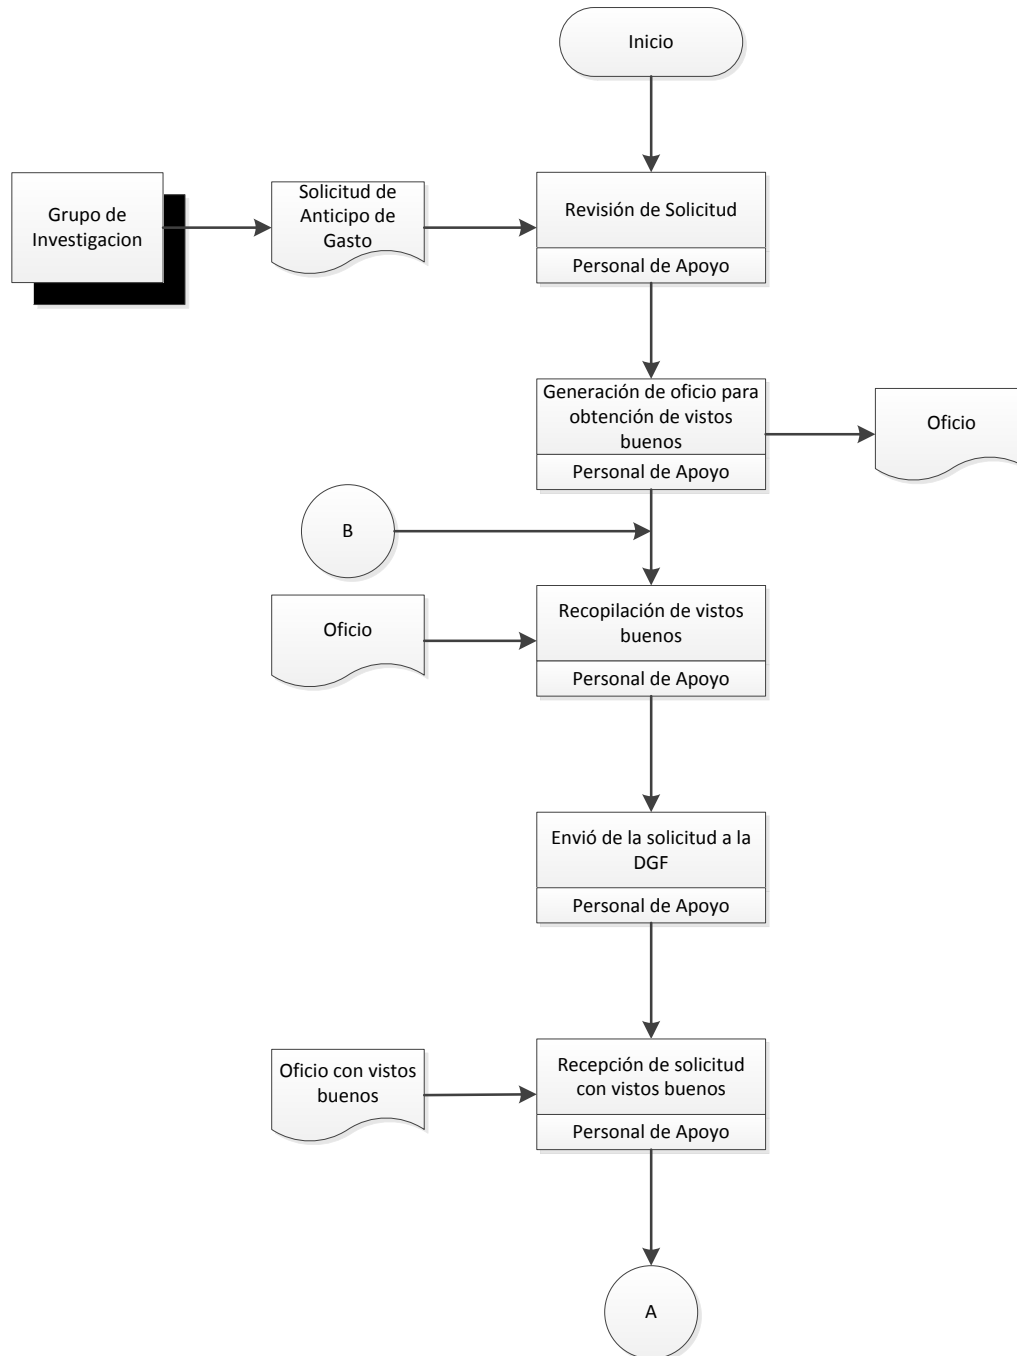 Inicio
Grupo de
Investigacion
Solicitud de
Anticipo de
Gasto
Revisión de Solicitud
Personal de Apoyo
Generación de oficio para
obtención de vistos
buenos
Personal de Apoyo
Oficio
B
Oficio
Recopilación de vistos
buenos
Personal de Apoyo
Envió de la solicitud a la
DGF
Personal de Apoyo
Oficio con vistos
buenos
Recepción de solicitud
con vistos buenos
Personal de Apoyo
A